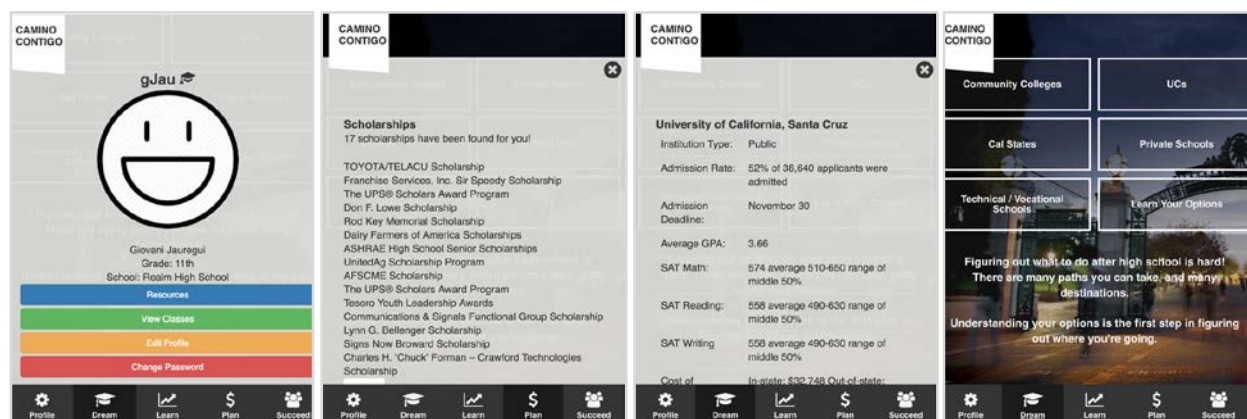 CAMINO
CONTIGO
gJau
Giovani Jauregui
Grade: 11th
School: Realm High School
Resources
View Classes
Edit Profile
Change Password
Profile
Dream
Learn
Plan
Succeed
CAMINO
CONTIGO
Scholarships
17 scholarships have been found for you!
TOYOTA/TELACU Scholarship
Franchise Services, Inc. Sir Speedy Scholarship
The UPS® Scholars Award Program
Don F. Lowe Scholarship
Rod Key Memorial Scholarship
Dairy Farmers of America Scholarships
ASHRAE High School Senior Scholarships
UnitedAg Scholarship Program
AFSCME Scholarship
The UPS® Scholars Award Program
Tesoro Youth Leadership Awards
Communications & Signals Functional Group Scholarship
Lynn G. Bellenger Scholarship
Signs Now Broward Scholarship
Charles H. 'Chuck' Forman – Crawford Technologies
Scholarship
Profile
Dream
Learn
Plan
Succeed
CAMINO
CONTIGO
University of California, Santa Cruz
Institution Type: Public
Admission Rate: 52% of 38,640 applicants were
admitted
Admission November 30
Deadline:
Average GPA: 3.66
SAT Math: 574 average 510-650 range of
middle 50%
SAT Reading: 558 average 490-630 range of
middle 50%
SAT Writing 558 average 490-630 range of
middle 50%
Cost of In-state: $32,748 Out-of-state:
Profile
Dream
Learn
Plan
Succeed
CAMINO
CONTIGO
Community Colleges
UCs
Cal States
Private Schools
Technical / Vocational
Schools
Learn Your Options
Figuring out what to do after high school is hard!
There are many paths you can take, and many
destinations.
Understanding your options is the first step in figuring
out where you're going.
Profile
Dream
Learn
Plan
Succeed